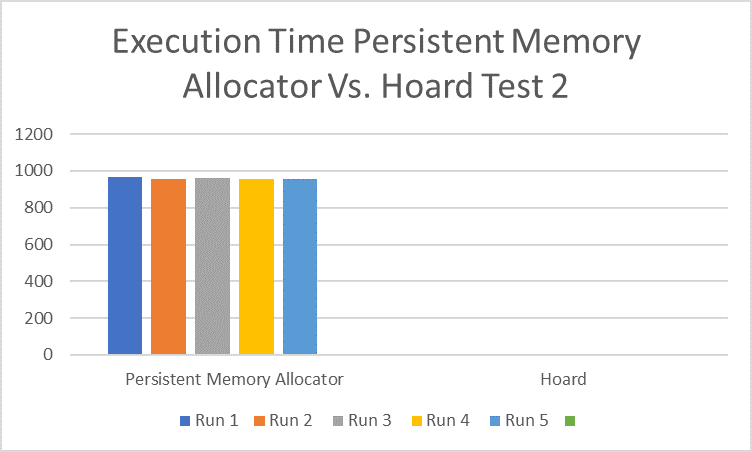 Execution Time Persistent Memory
Allocator Vs. Hoard Test 2
1200
1000
800
600
400
200
0
Persistent Memory Allocator
Hoard
Run 1
Run 2
Run 3
Run 4
Run 5